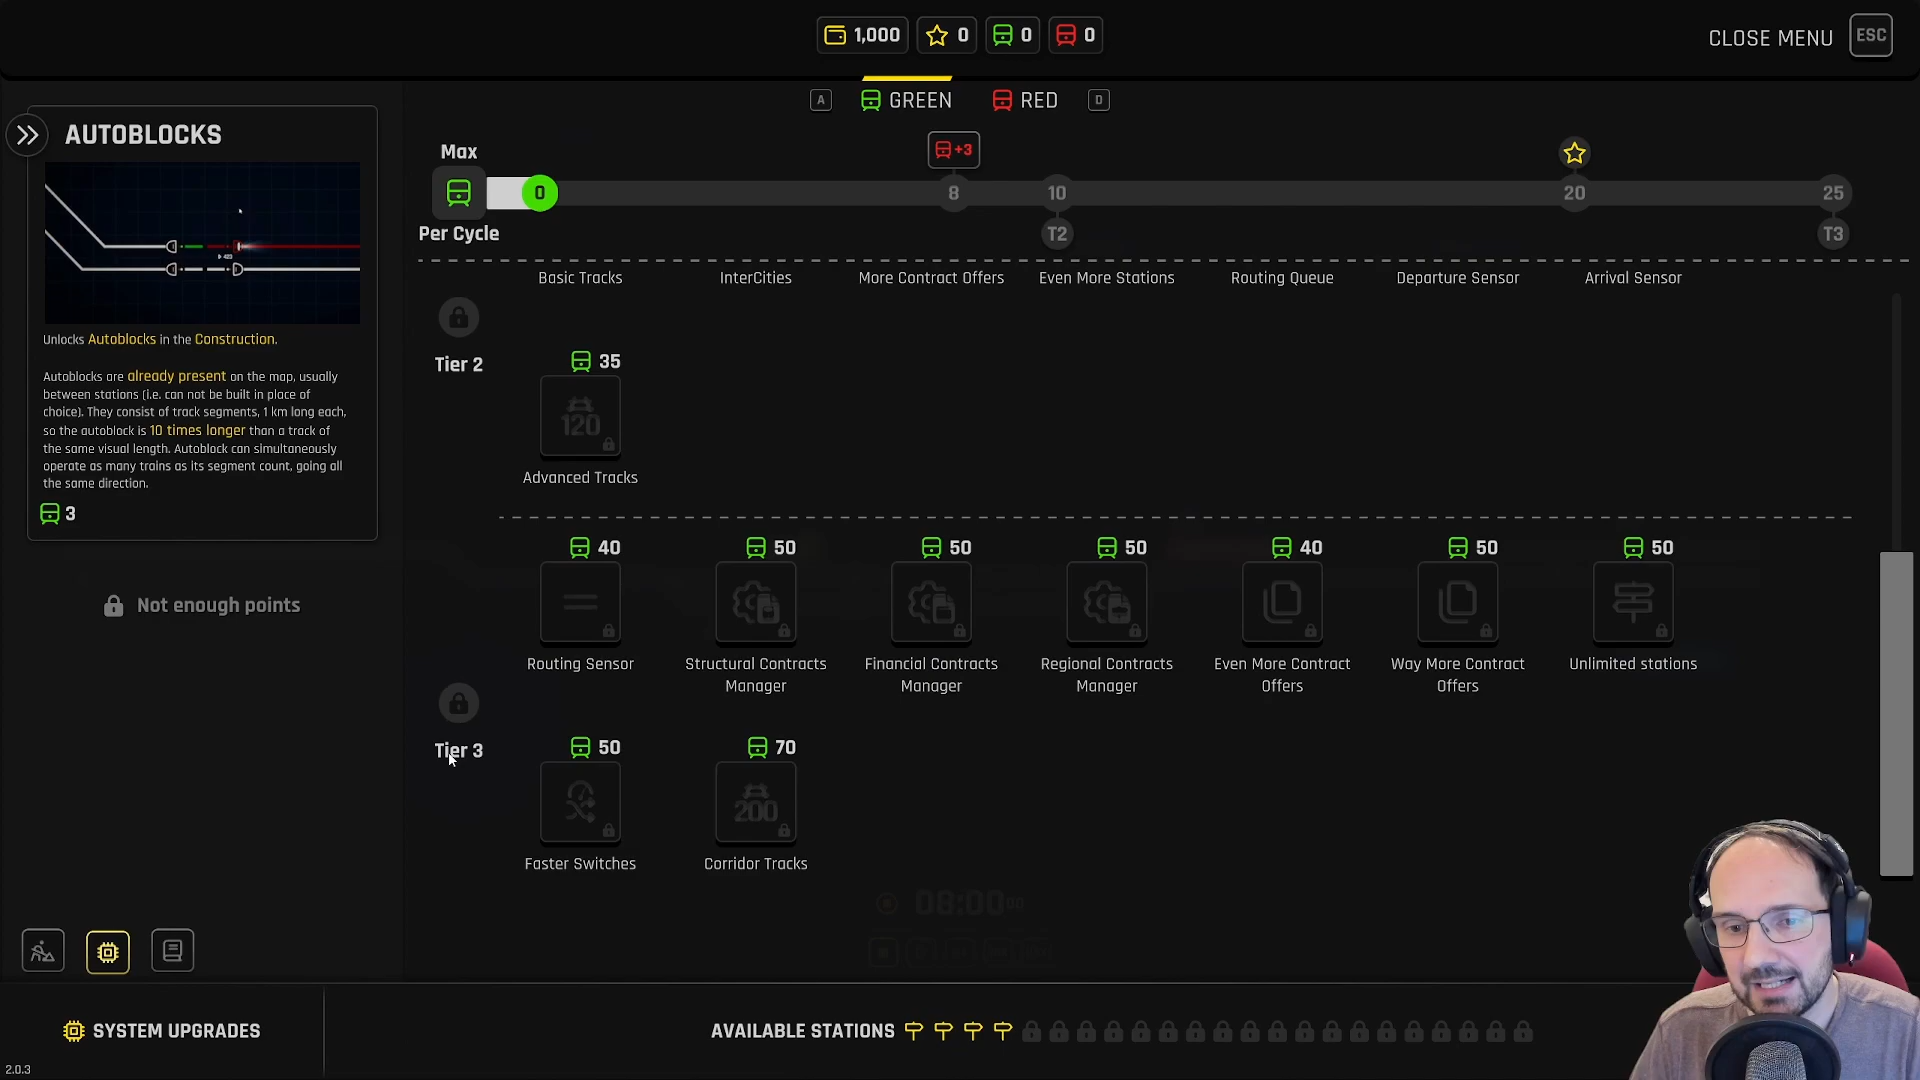 1,000
0
0
0
CLOSE MENU
ESC
A
GREEN
RED
D
AUTOBLOCKS
Unlocks Autoblocks in the Construction.
Autoblocks are already present on the map, usually
between stations (i.e. can not be built in place of
choice). They consist of track segments, 1 km long each,
so the autoblock is 10 times longer than a track of
the same visual length. Autoblock can simultaneously
operate as many trains as its segment count, going all
the same direction.
3
Not enough points
Max
+3
0
8
10
20
25
Per Cycle
T2
T3
Basic Tracks
InterCities
More Contract Offers
Even More Stations
Routing Queue
Departure Sensor
Arrival Sensor
Tier 2
35
120
Advanced Tracks
40
50
50
50
40
50
50
Routing Sensor
Structural Contracts
Manager
Financial Contracts
Manager
Regional Contracts
Manager
Even More Contract
Offers
Way More Contract
Offers
Unlimited stations
Tier 3
50
70
200
Faster Switches
Corridor Tracks
08:00
SYSTEM UPGRADES
AVAILABLE STATIONS
2.0.3